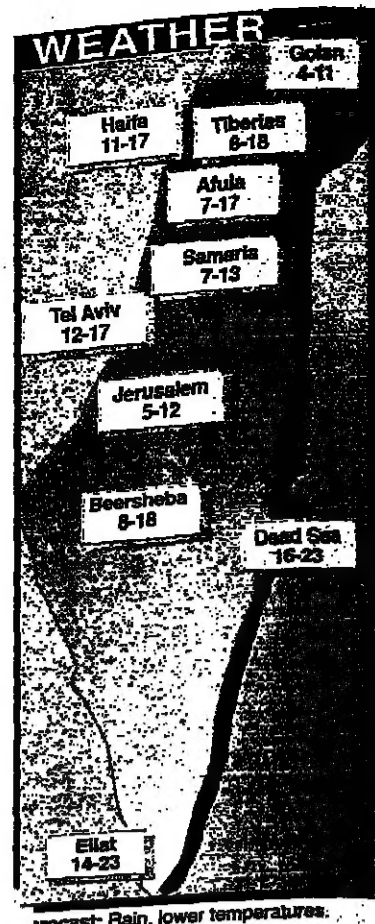 WEATHER
Golan
4-11
Haifa
11-17
Tiberias
8-18
Afula
7-17
Samaria
7-13
Tel Aviv
12-17
Jerusalem
5-12
Beersheba
8-18
Dead Sea
16-23
Eilat
14-23
Rain, lower temperatures.